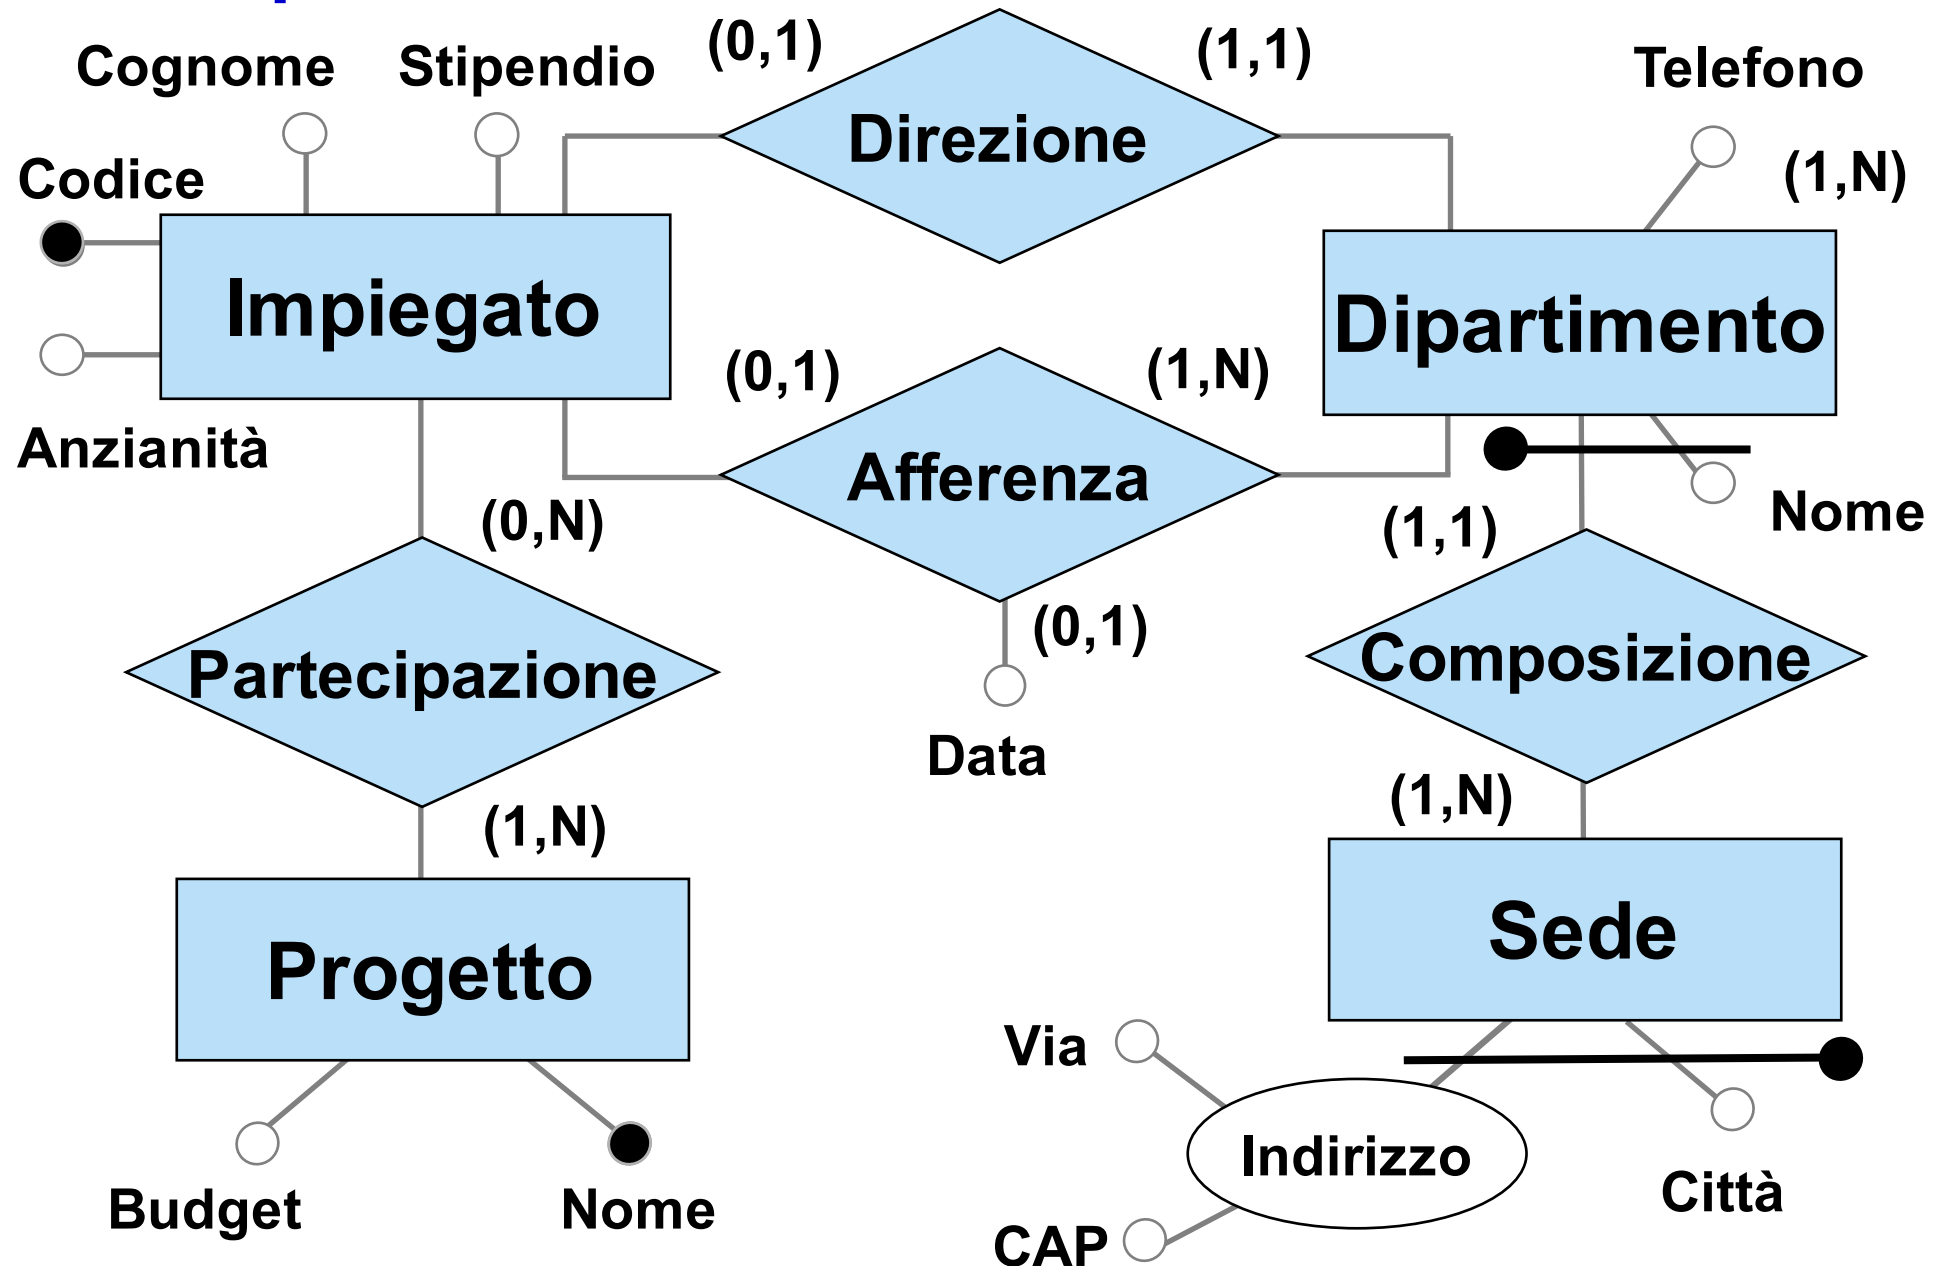 Cognome
Stipendio
(0,1)
(1,1)
Telefono
Codice
Direzione
(1,N)
Impiegato
Dipartimento
(0,1)
(1,N)
Anzianità
Afferenza
(0,N)
(1,1)
Nome
(0,1)
Partecipazione
Composizione
Data
(1,N)
(1,N)
Progetto
Sede
Via
Indirizzo
Città
Budget
Nome
CAP